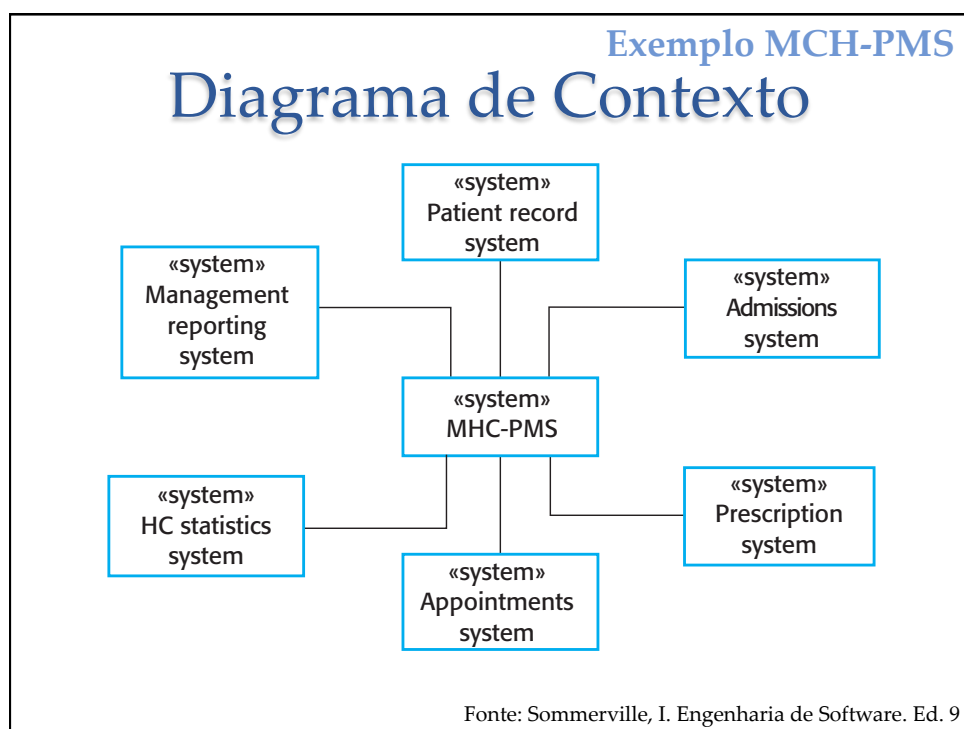 Exemplo MCH-PMS
Diagrama de Contexto
«system»
Patient record
system
«system»
Management
reporting
system
«system»
Admissions
system
«system»
MHC-PMS
«system»
HC statistics
system
«system»
Prescription
system
«system»
Appointments
system
Fonte: Sommerville, I. Engenharia de Software. Ed. 9